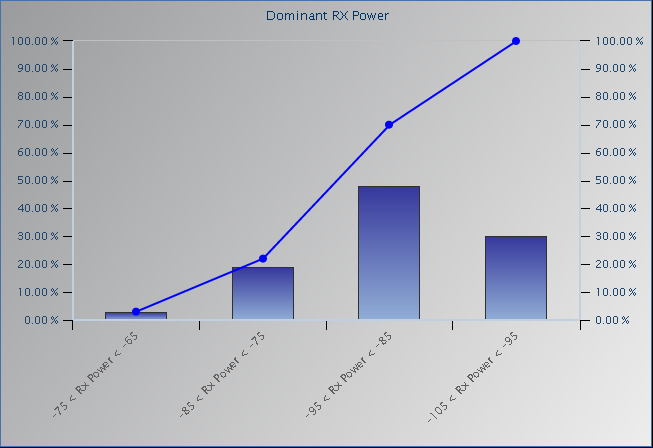 Dominant RX Power
100.00 % 100.00 %
90.00 % 90.00 %
80.00 % 80.00 %
70.00 % 70.00 %
60.00 % 60.00 %
50.00 % 50.00 %
40.00 % 40.00 %
30.00 % 30.00 %
20.00 % 20.00 %
10.00 % 10.00 %
0.00 % 0.00 %
-75 < Rx Power < -65
-85 < Rx Power < -75
-95 < Rx Power < -85
-105 < Rx Power < -95